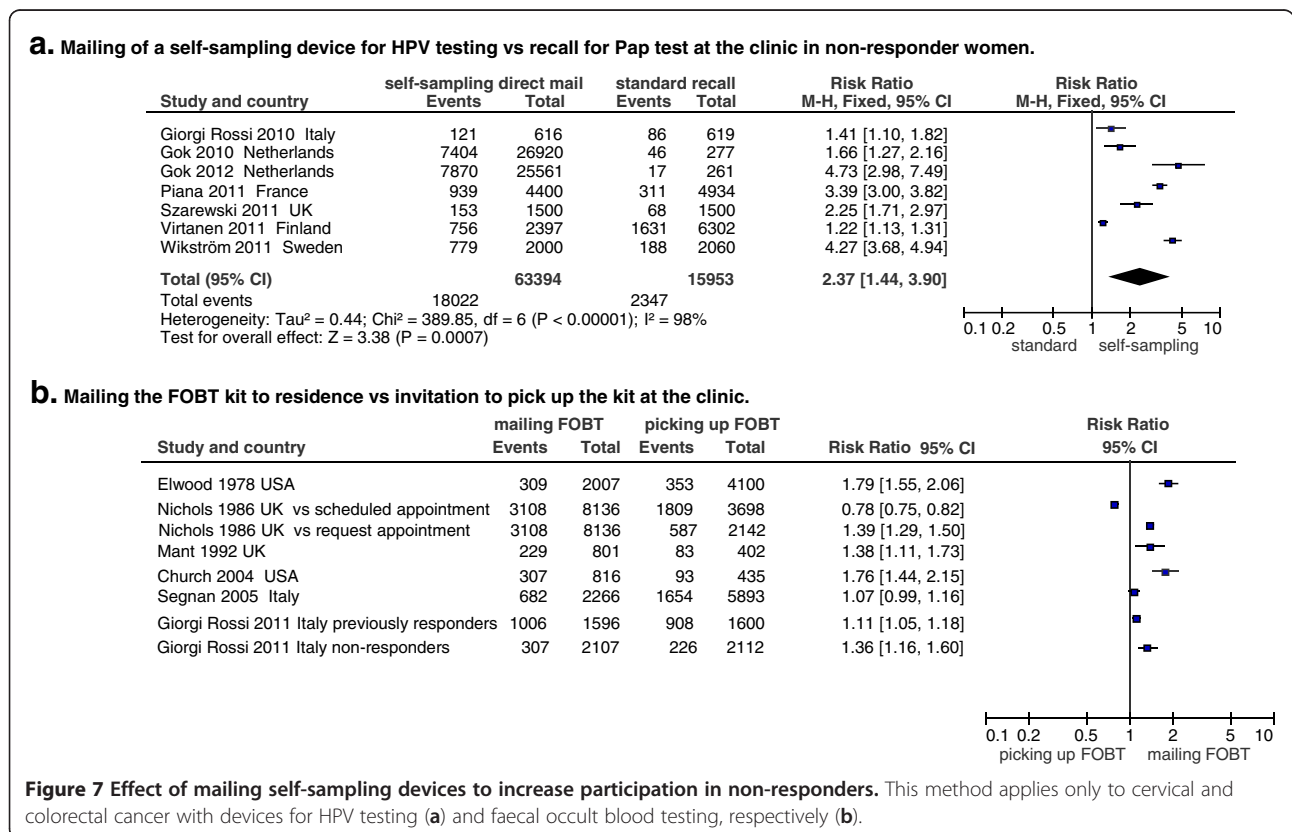 a. Mailing of a self-sampling device for HPV testing vs recall for Pap test at the clinic in non-responder women.
self-sampling direct mail standard recall Risk Ratio Risk Ratio
Study and country Events Total Events Total M-H, Fixed, 95% CI M-H, Fixed, 95% CI
Giorgi Rossi 2010 Italy 121 616 86 619 1.41 [1.10, 1.82]
Gok 2010 Netherlands 7404 26920 46 277 1.66 [1.27, 2.16]
Gok 2012 Netherlands 7870 25561 17 261 4.73 [2.98, 7.49]
Piana 2011 France 939 4400 311 4934 3.39 [3.00, 3.82]
Szarewski 2011 UK 153 1500 68 1500 2.25 [1.71, 2.97]
Virtanen 2011 Finland 756 2397 1631 6302 1.22 [1.13, 1.31]
Wikström 2011 Sweden 779 2000 188 2060 4.27 [3.68, 4.94]
Total (95% CI) 63394 15953 2.37 [1.44, 3.90]
Total events 18022 2347
Heterogeneity: Tau² = 0.44; Chi² = 389.85, df = 6 (P < 0.00001); I² = 98%
Test for overall effect: Z = 3.38 (P = 0.0007)
0.1 0.2 0.5 1 2 5 10
standard self-sampling
b. Mailing the FOBT kit to residence vs invitation to pick up the kit at the clinic.
mailing FOBT picking up FOBT Risk Ratio
Study and country Events Total Events Total Risk Ratio 95% CI 95% CI
Elwood 1978 USA 309 2007 353 4100 1.79 [1.55, 2.06]
Nichols 1986 UK vs scheduled appointment 3108 8136 1809 3698 0.78 [0.75, 0.82]
Nichols 1986 UK vs request appointment 3108 8136 587 2142 1.39 [1.29, 1.50]
Mant 1992 UK 229 801 83 402 1.38 [1.11, 1.73]
Church 2004 USA 307 816 93 435 1.76 [1.44, 2.15]
Segnan 2005 Italy 682 2266 1654 5893 1.07 [0.99, 1.16]
Giorgi Rossi 2011 Italy previously responders 1006 1596 908 1600 1.11 [1.05, 1.18]
Giorgi Rossi 2011 Italy non-responders 307 2107 226 2112 1.36 [1.16, 1.60]
0.1 0.2 0.5 1 2 5 10
picking up FOBT mailing FOBT
Figure 7 Effect of mailing self-sampling devices to increase participation in non-responders. This method applies only to cervical and
colorectal cancer with devices for HPV testing (a) and faecal occult blood testing, respectively (b).